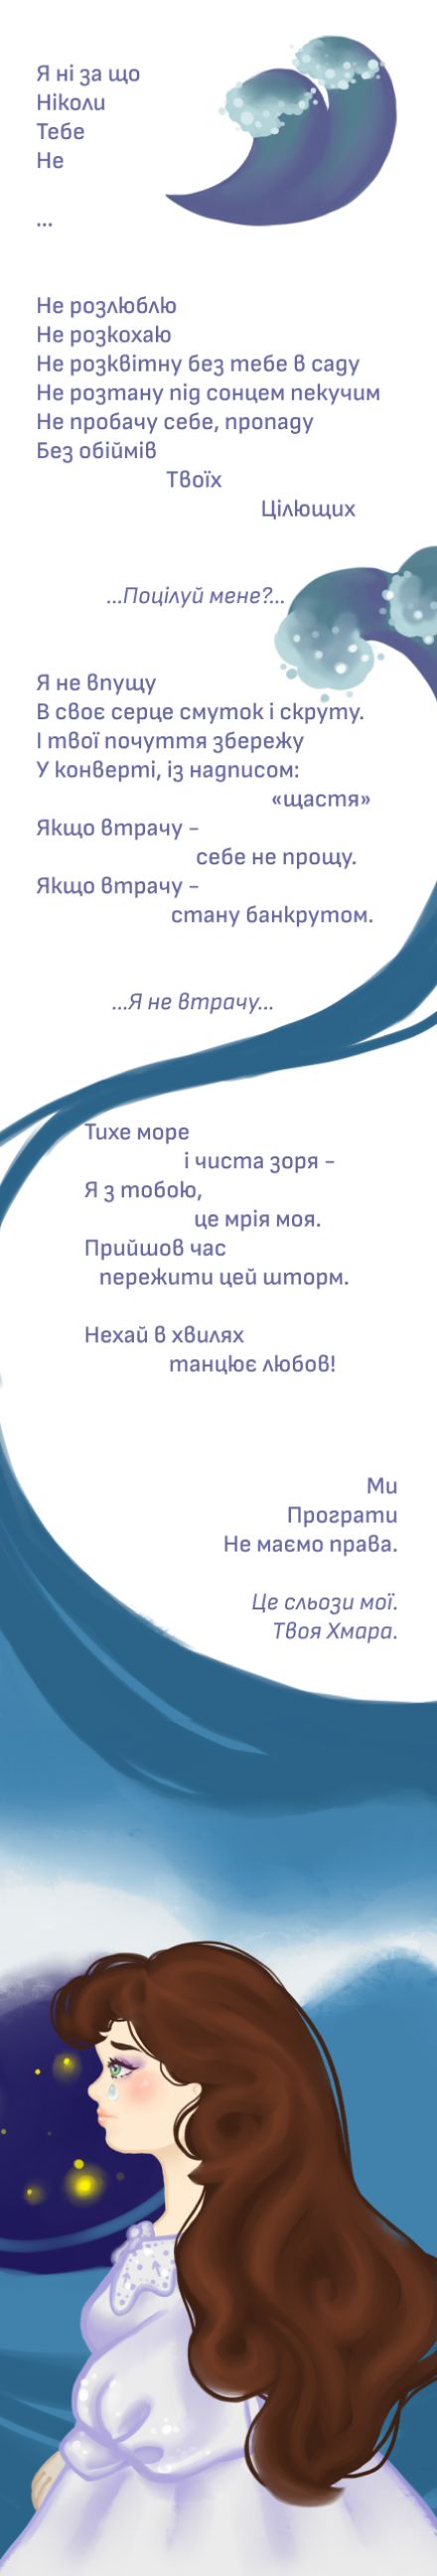 Я ні за що
Ніколи
Тебе
Не
...
Не розлюблю
Не розкохаю
Не розквітну без тебе в саду
Не розтану під сонцем пекучим
Не пробачу себе, пропаду
Без обіймів
Твоїх
Цілющих
...Поцілуй мене?...
Я не впущу
В своє серце смуток і скруту.
І твої почуття збережу
У конверті, із надписом:
«щастя»
Якщо втрачу -
себе не прощу.
Якщо втрачу -
стану банкрутом.
...Я не втрачу...
Тихе море
і чиста зоря -
Я з тобою,
це мрія моя.
Прийшов час
пережити цей шторм.
Нехай в хвилях
танцює любов!
Ми
Програти
Не маємо права.
Це сльози мої.
Твоя Хмара.